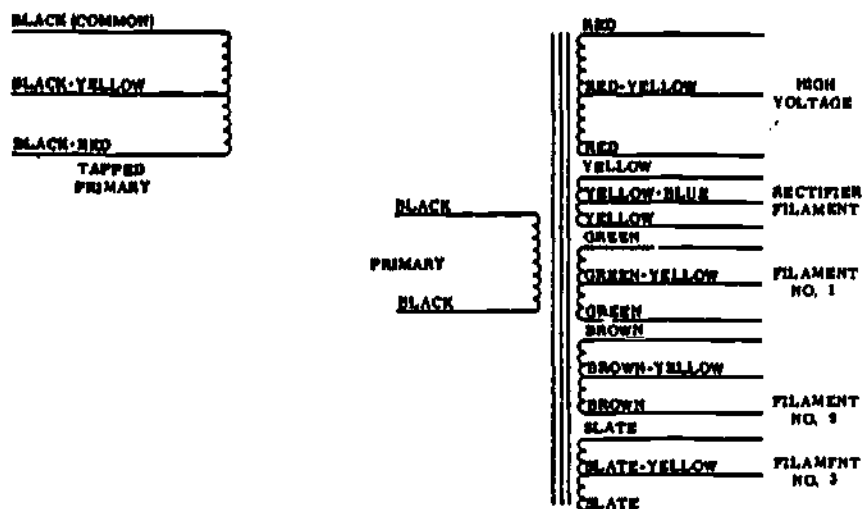 BLACK (COMMON)
BLACK-YELLOW
BLACK-RED
TAPPED
PRIMARY
BLACK
PRIMARY
BLACK
RED
RED-YELLOW
RED
HIGH
VOLTAGE
YELLOW
YELLOW-BLUE
YELLOW
RECTIFIER
FILAMENT
GREEN
GREEN-YELLOW
GREEN
FILAMENT
NO. 1
BROWN
BROWN-YELLOW
BROWN
FILAMENT
NO. 2
SLATE
SLATE-YELLOW
SLATE
FILAMENT
NO. 3